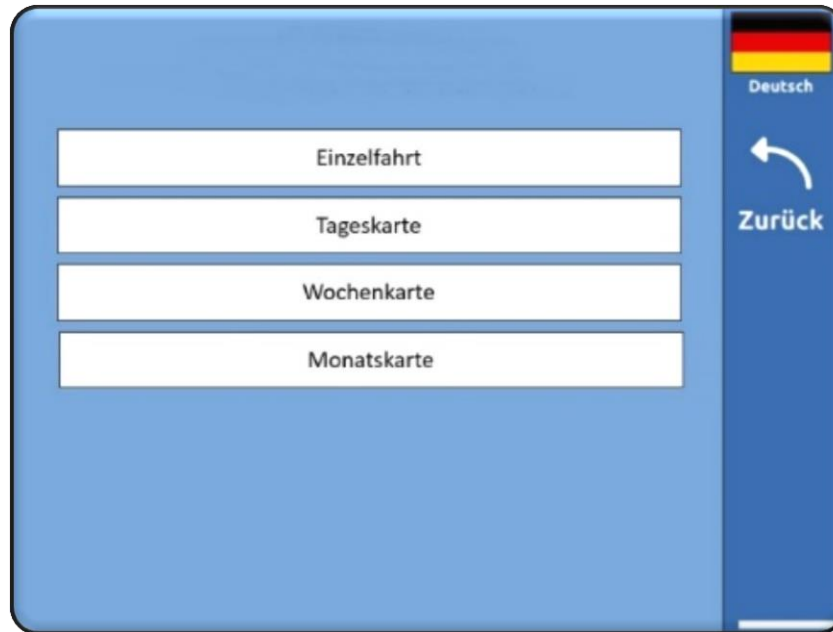 Deutsch
Einzelfahrt
Zurück
Tageskarte
Wochenkarte
Monatskarte